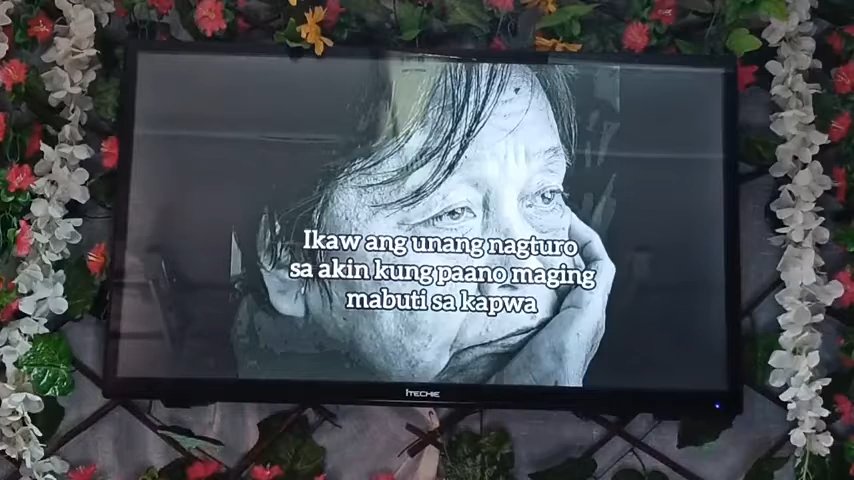 Ikaw ang unang nagturo
sa akin kung paano maging
mabuti sa kapwa
iTECHIE